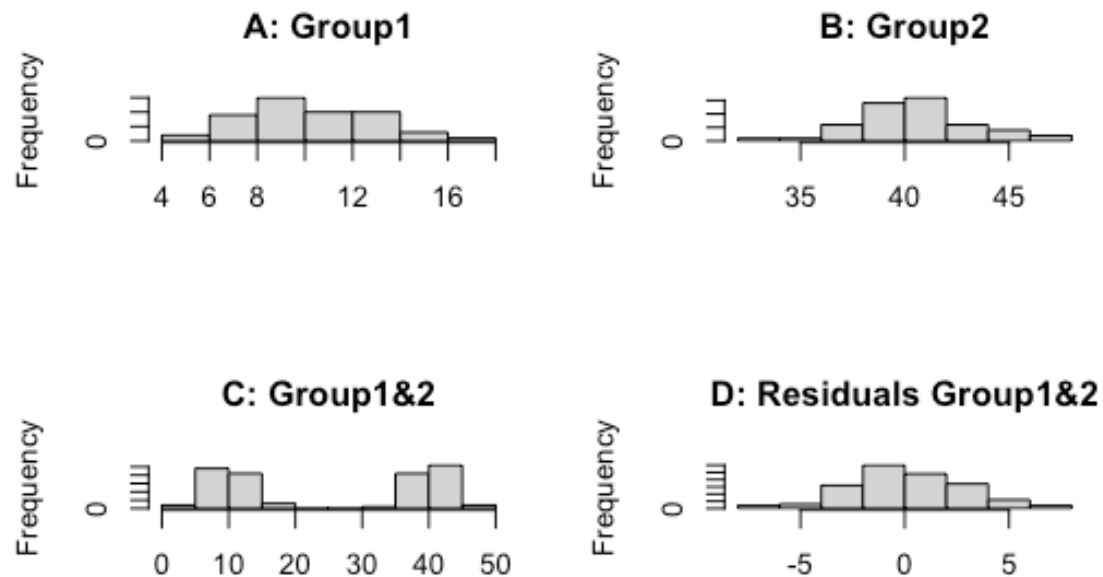 A: Group1
Frequency
0
4 6 8 12 16
B: Group2
Frequency
0
35 40 45
C: Group1&2
Frequency
0
0 10 20 30 40 50
D: Residuals Group1&2
Frequency
0
-5 0 5